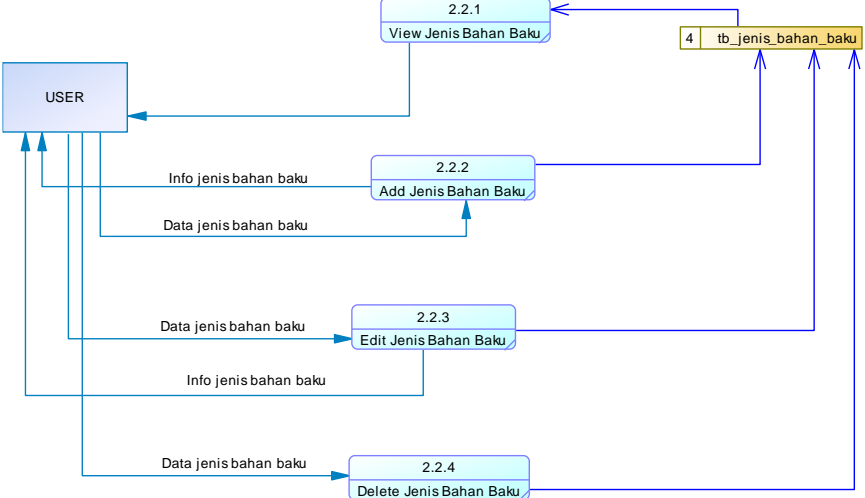 2.2.1
View Jenis Bahan Baku
4 tb_jenis_bahan_baku
USER
2.2.2
Add Jenis Bahan Baku
Info jenis bahan baku
Data jenis bahan baku
2.2.3
Edit Jenis Bahan Baku
Data jenis bahan baku
Info jenis bahan baku
Data jenis bahan baku
2.2.4
Delete Jenis Bahan Baku